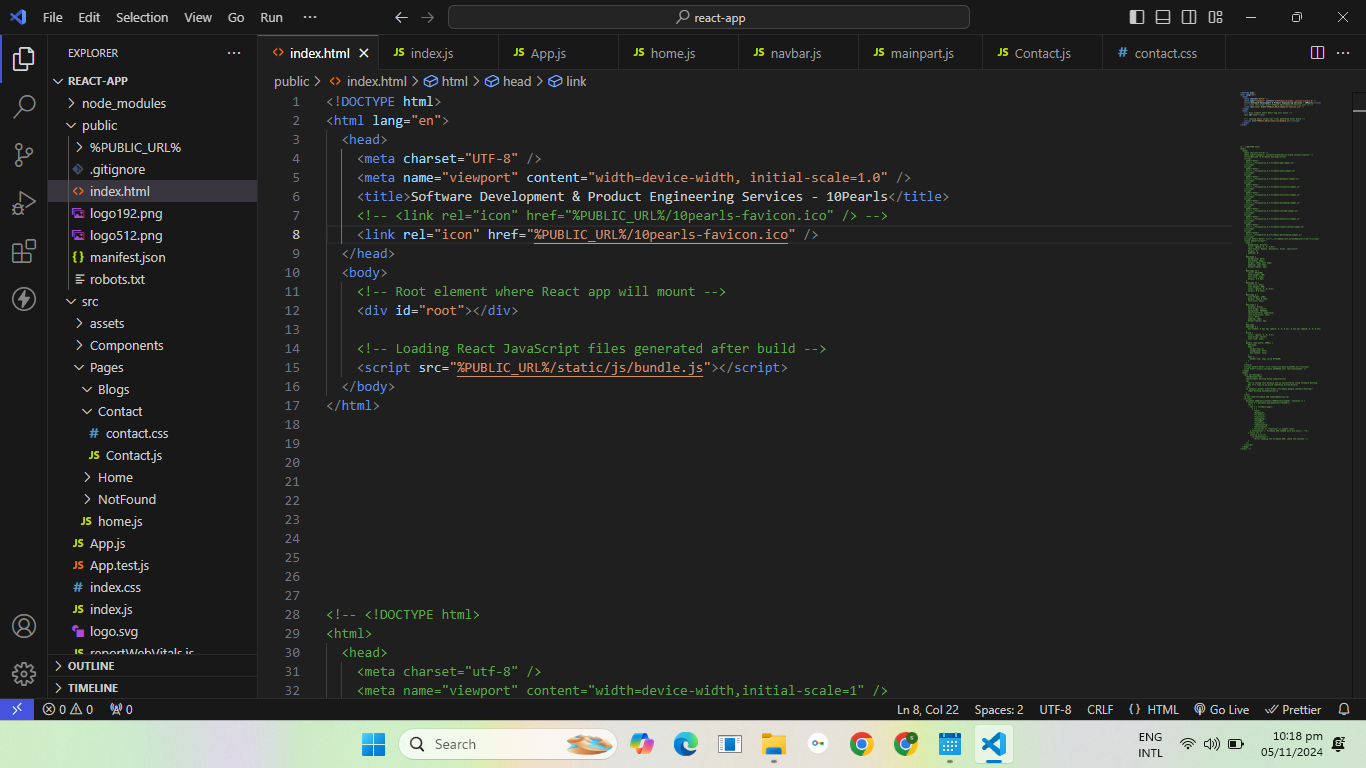 File Edit Selection View Go Run ··· react-app
EXPLORER ···
REACT-APP
node_modules
public
%PUBLIC_URL%
.gitignore
index.html
logo192.png
logo512.png
manifest.json
robots.txt
src
assets
Components
Pages
Blogs
Contact
contact.css
Contact.js
Home
NotFound
home.js
App.js
App.test.js
index.css
index.js
logo.svg
reportWebVitals.js
OUTLINE
TIMELINE
index.html index.js App.js home.js navbar.js mainpart.js Contact.js contact.css
public > index.html > html > head > link
1 <!DOCTYPE html>
2 <html lang="en">
3 <head>
4 <meta charset="UTF-8" />
5 <meta name="viewport" content="width=device-width, initial-scale=1.0" />
6 <title>Software Development & Product Engineering Services - 10Pearls</title>
7 <!-- <link rel="icon" href="%PUBLIC_URL%/10pearls-favicon.ico" /> -->
8 <link rel="icon" href="%PUBLIC_URL%/10pearls-favicon.ico" />
9 </head>
10 <body>
11 <!-- Root element where React app will mount -->
12 <div id="root"></div>
13
14 <!-- Loading React JavaScript files generated after build -->
15 <script src="%PUBLIC_URL%/static/js/bundle.js"></script>
16 </body>
17 </html>
18
19
20
21
22
23
24
25
26
27
28 <!-- <!DOCTYPE html>
29 <html>
30 <head>
31 <meta charset="utf-8" />
32 <meta name="viewport" content="width=device-width,initial-scale=1" />
0 0 0 Ln 8, Col 22 Spaces: 2 UTF-8 CRLF {} HTML Go Live Prettier
Search
ENG
INTL
10:18 pm
05/11/2024